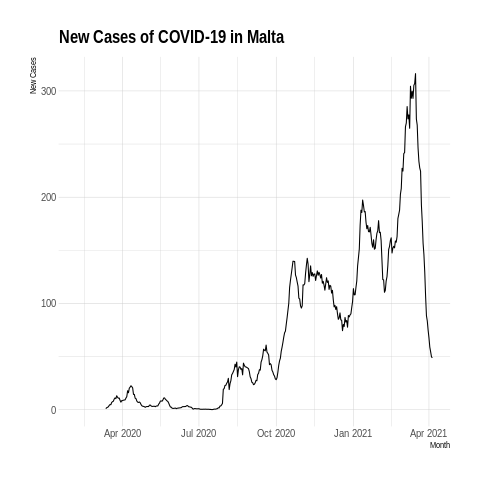 New Cases of COVID-19 in Malta
New Cases
300
200
100
0
Apr 2020
Jul 2020
Oct 2020
Jan 2021
Apr 2021
Month